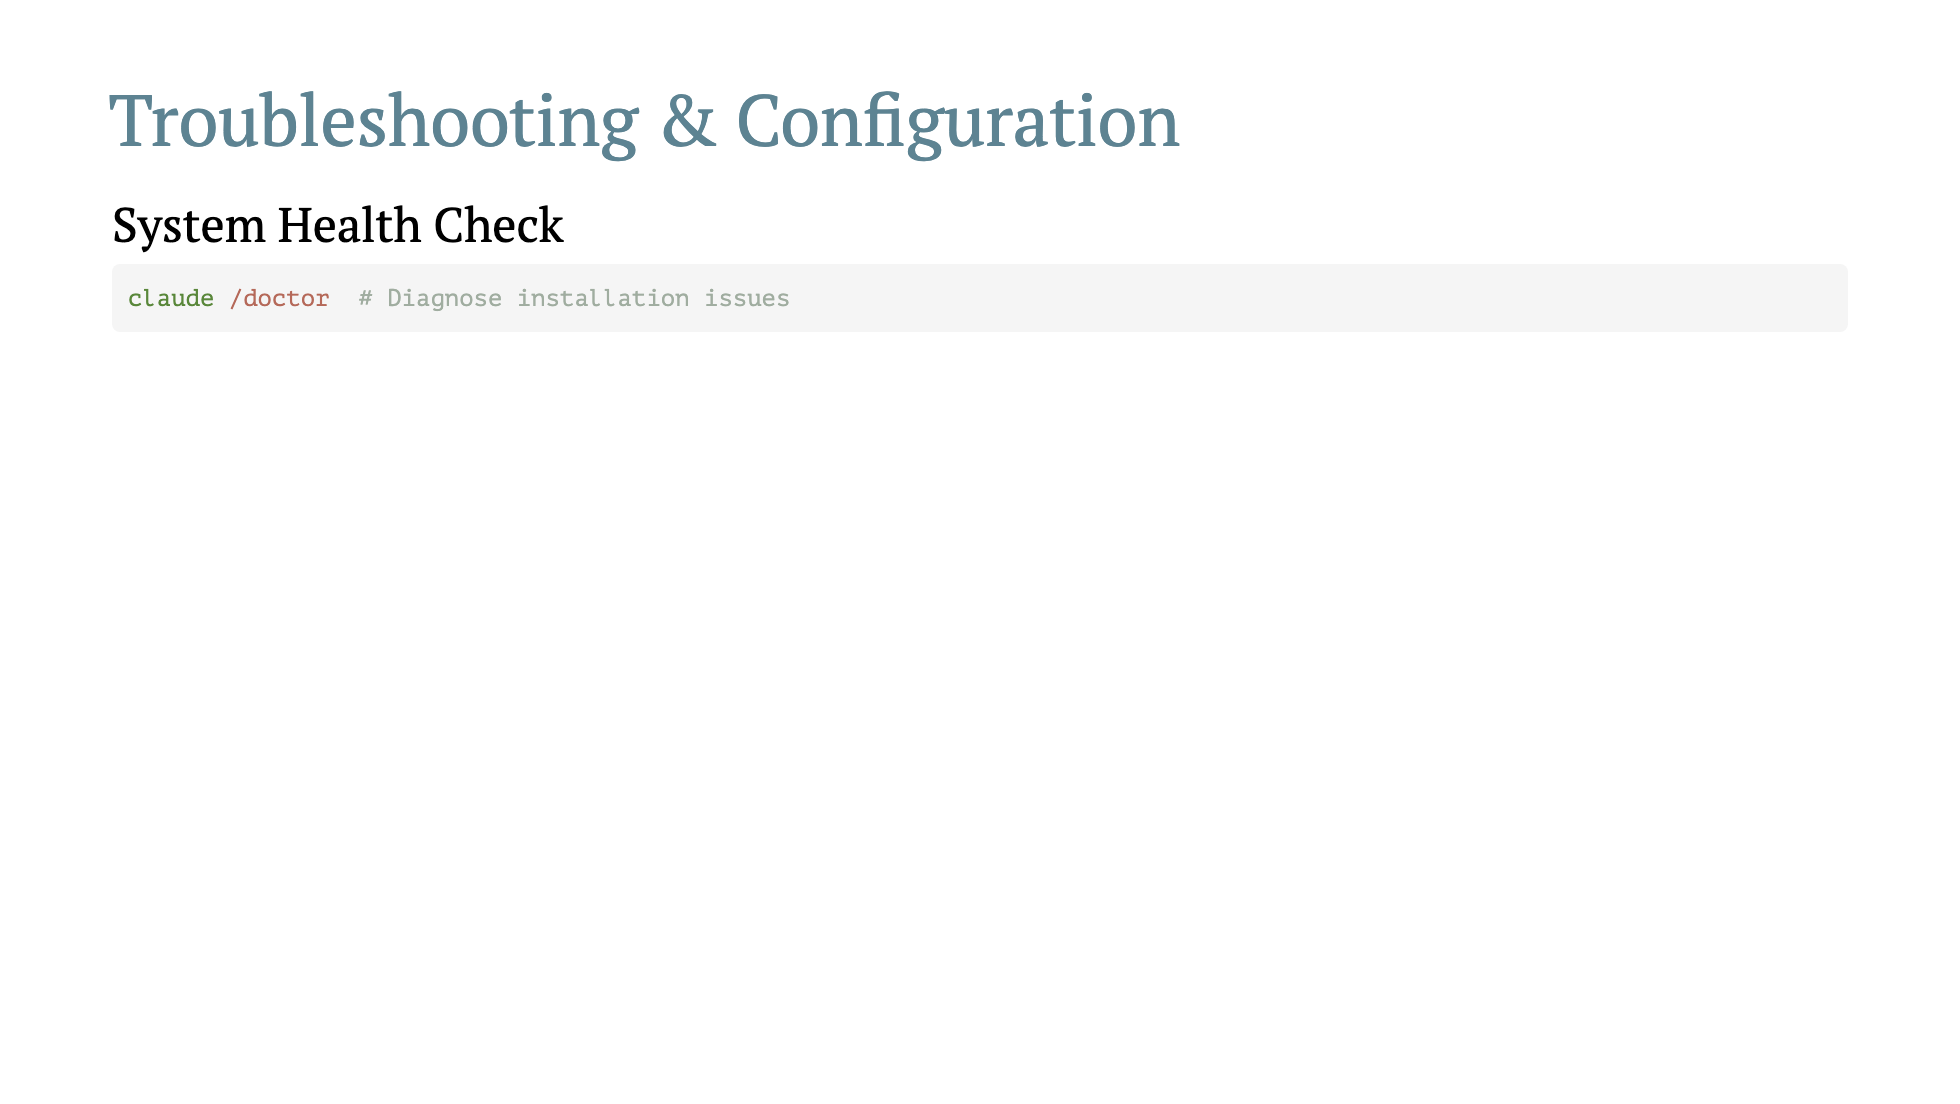 Troubleshooting & Configuration
System Health Check
claude /doctor  # Diagnose installation issues